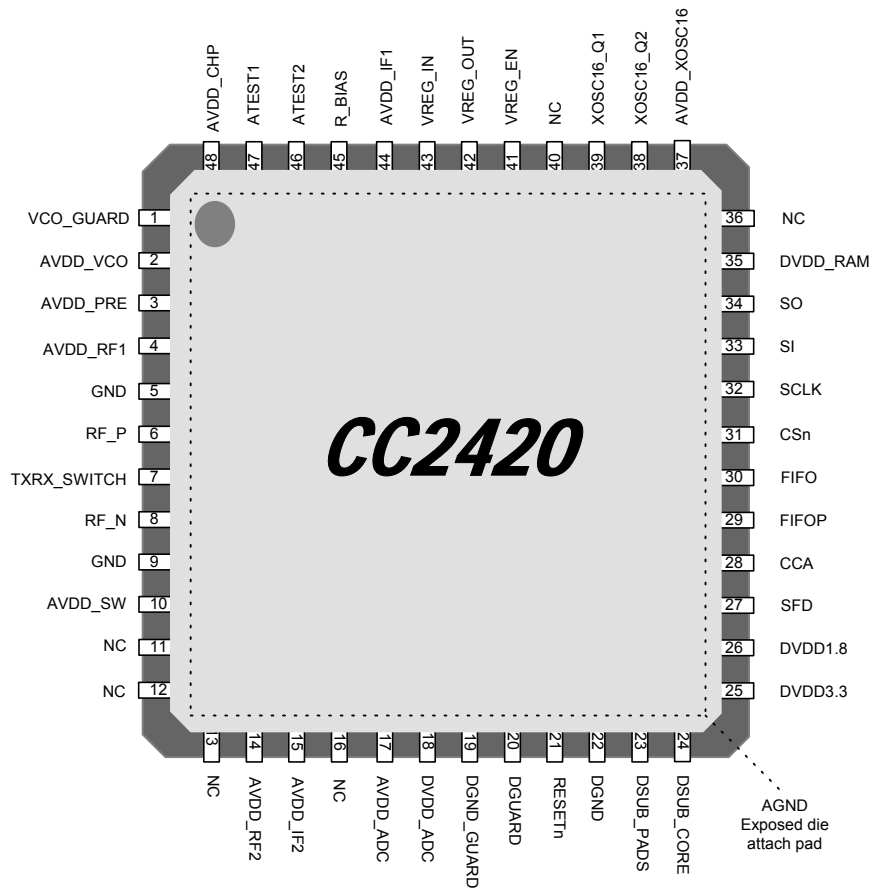 AVDD_CHP
ATEST1
ATEST2
R_BIAS
AVDD_IF1
VREG_IN
VREG_OUT
VREG_EN
NC
XOSC16_Q1
XOSC16_Q2
AVDD_XOSC16
48
47
46
45
44
43
42
41
40
39
38
37
VCO_GUARD 1
AVDD_VCO 2
AVDD_PRE 3
AVDD_RF1 4
GND 5
RF_P 6
TXRX_SWITCH 7
RF_N 8
GND 9
AVDD_SW 10
NC 11
NC 12
CC2420
36 NC
35 DVDD_RAM
34 SO
33 SI
32 SCLK
31 CSn
30 FIFO
29 FIFOP
28 CCA
27 SFD
26 DVDD1.8
25 DVDD3.3
13
14
15
16
17
18
19
20
21
22
23
24
NC
AVDD_RF2
AVDD_IF2
NC
AVDD_ADC
DVDD_ADC
DGND_GUARD
DGUARD
RESETn
DGND
DSUB_PADS
DSUB_CORE
AGND
Exposed die
attach pad